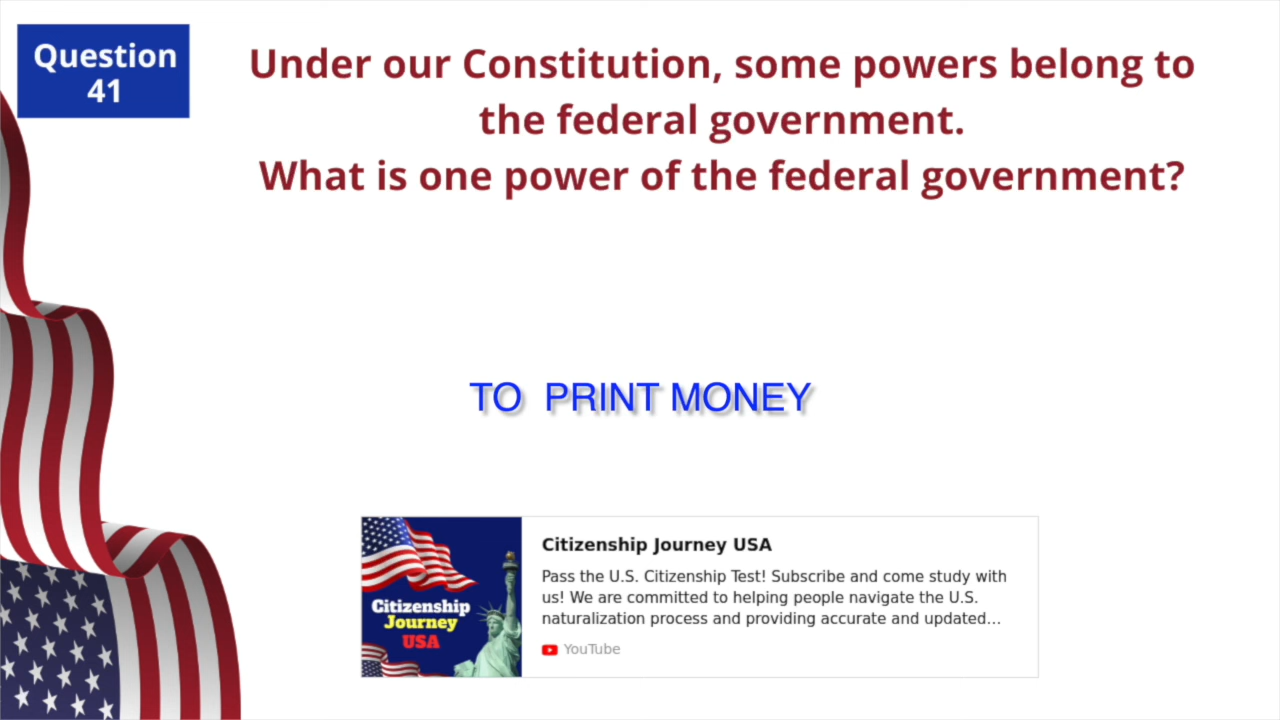 Question
41
Under our Constitution, some powers belong to
the federal government.
What is one power of the federal government?
TO PRINT MONEY
Citizenship
Journey
USA
Citizenship Journey USA
Pass the U.S. Citizenship Test! Subscribe and come study with
us! We are committed to helping people navigate the U.S.
naturalization process and providing accurate and updated...
YouTube